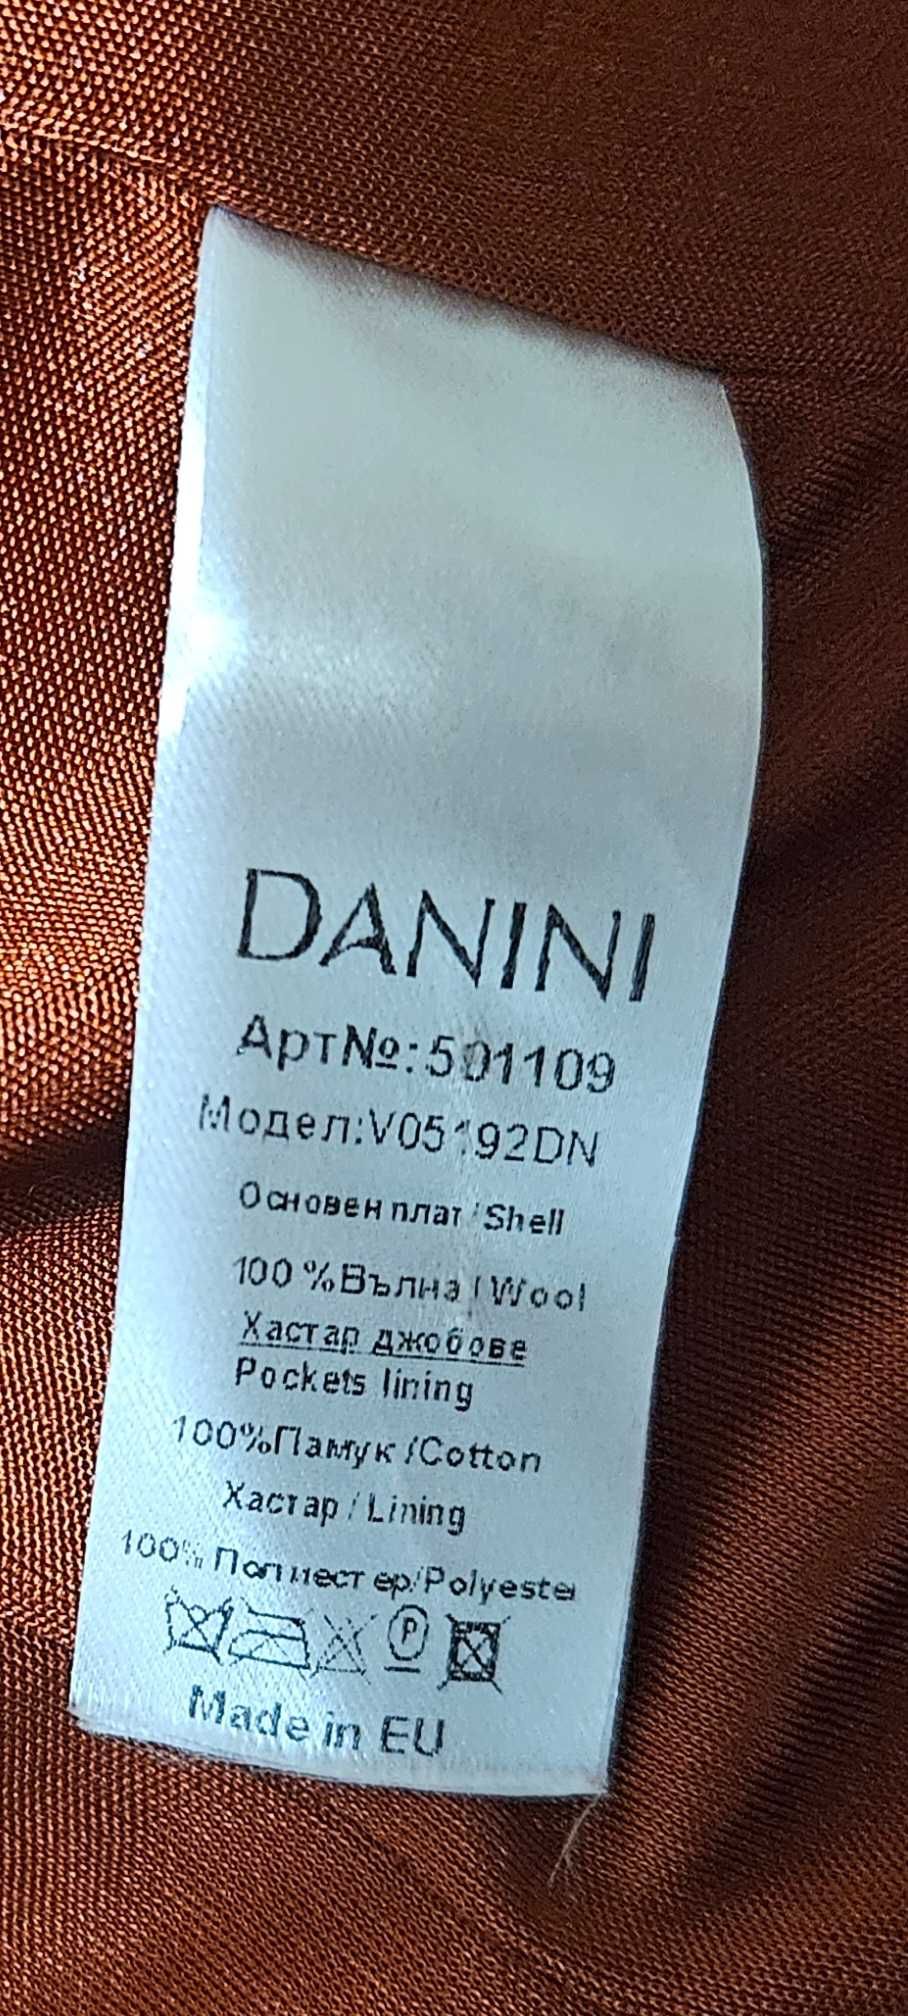 DANINI
АртNo:501109
Модел:V05192DN
Основен плат/Shell
100%Вълна/Wool
Хастар джобове
Pockets lining
100%Памук/Cotton
Хастар/Lining
100% Полиестер/Polyester
P
Made in EU